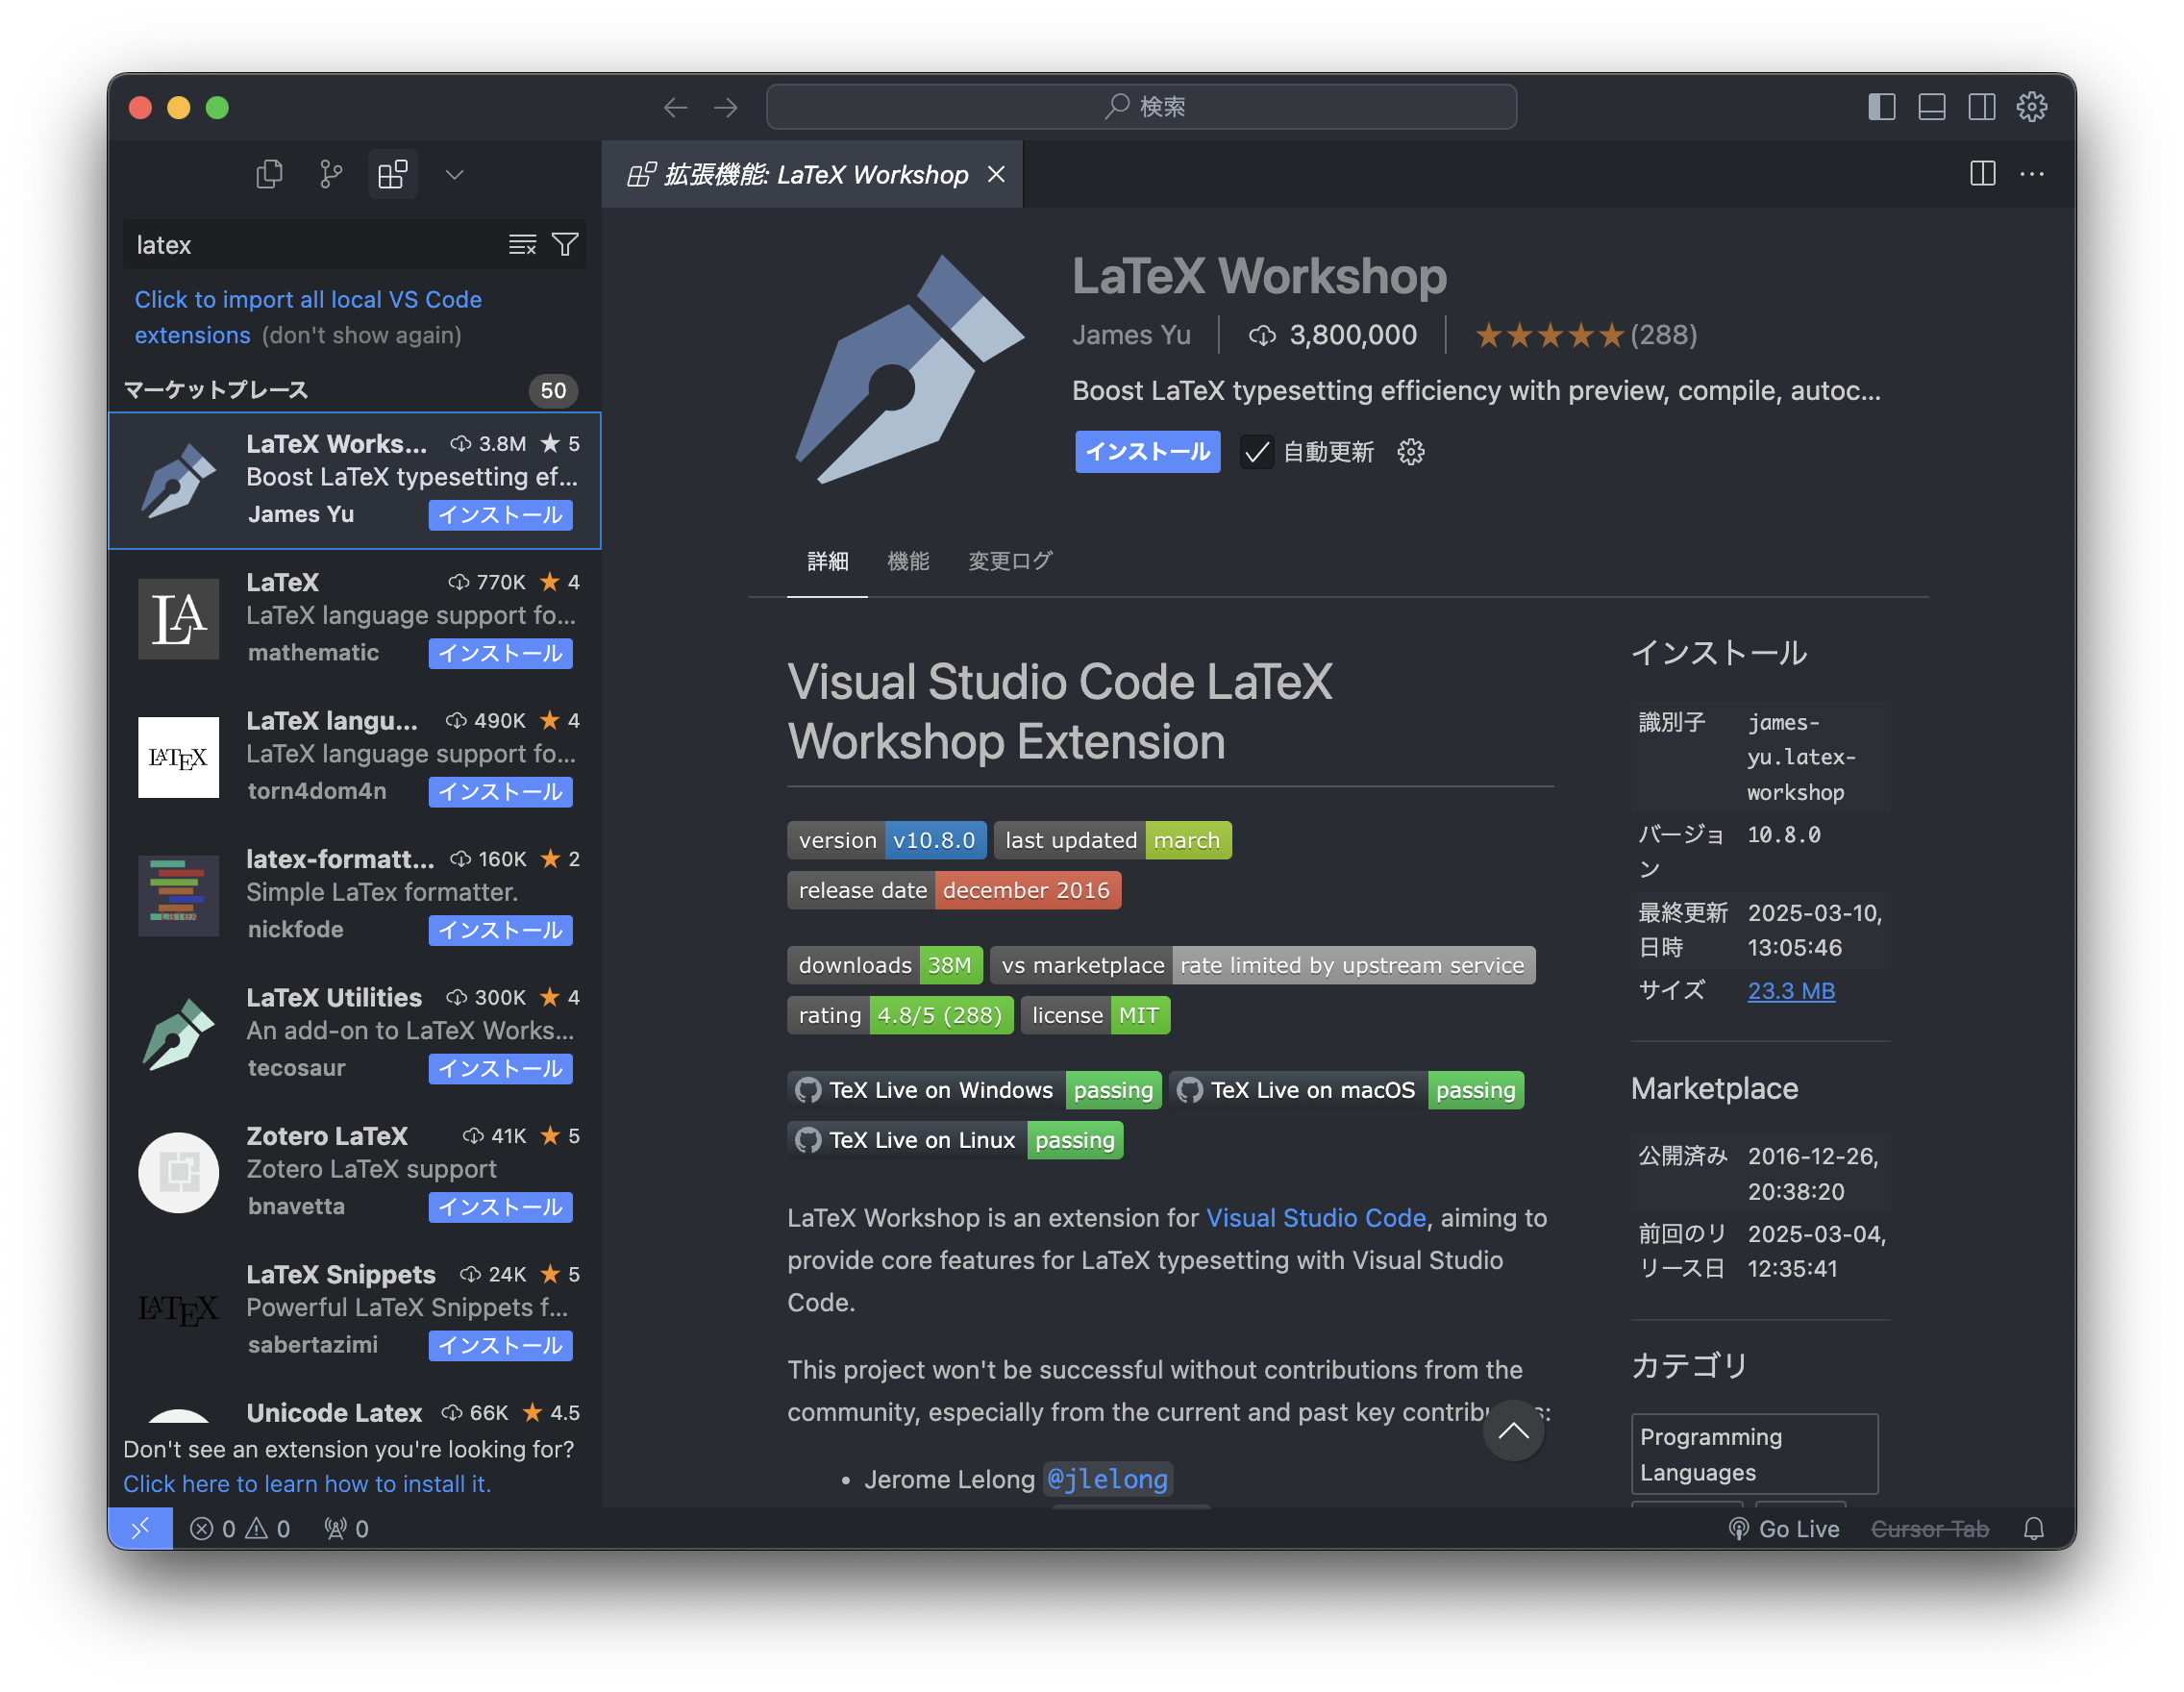 検索
拡張機能: LaTeX Workshop
latex
Click to import all local VS Code
extensions (don't show again)
マーケットプレース 50
LaTeX Works... 3.8M ★ 5
Boost LaTeX typesetting ef...
James Yu インストール
LA
LaTeX 770K ★ 4
LaTeX language support fo...
mathematic インストール
LATEX
LaTeX langu... 490K ★ 4
LaTeX language support fo...
torn4dom4n インストール
LaTex
latex-formatt... 160K ★ 2
Simple LaTex formatter.
nickfode インストール
LaTeX Utilities 300K ★ 4
An add-on to LaTeX Works...
tecosaur インストール
Zotero LaTeX 41K ★ 5
Zotero LaTeX support
bnavetta インストール
LATEX
LaTeX Snippets 24K ★ 5
Powerful LaTeX Snippets f...
sabertazimi インストール
Unicode Latex 66K ★ 4.5
Don't see an extension you're looking for?
Click here to learn how to install it.
LaTeX Workshop
James Yu 3,800,000 ★★★★★(288)
Boost LaTeX typesetting efficiency with preview, compile, autoc...
インストール 自動更新
詳細 機能 変更ログ
Visual Studio Code LaTeX
Workshop Extension
version v10.8.0 last updated march
release date december 2016
downloads 38M vs marketplace rate limited by upstream service
rating 4.8/5 (288) license MIT
TeX Live on Windows passing TeX Live on macOS passing
TeX Live on Linux passing
LaTeX Workshop is an extension for Visual Studio Code, aiming to
provide core features for LaTeX typesetting with Visual Studio
Code.
This project won't be successful without contributions from the
community, especially from the current and past key contribu s:
• Jerome Lelong @jlelong
インストール
識別子 james-
yu.latex-
workshop
バージョ 10.8.0
ン
最終更新 2025-03-10,
日時 13:05:46
サイズ 23.3 MB
Marketplace
公開済み 2016-12-26,
20:38:20
前回のリ 2025-03-04,
リース日 12:35:41
カテゴリ
Programming
Languages
0 0 0
Go Live Cursor Tab